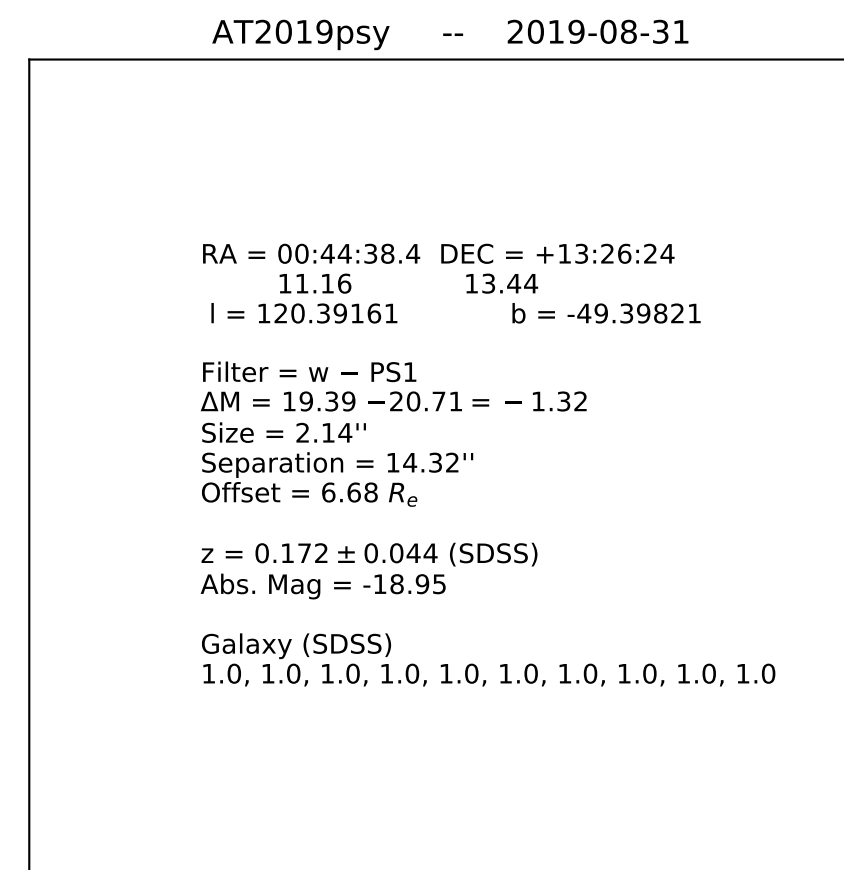 AT2019psy -- 2019-08-31
RA = 00:44:38.4 DEC = +13:26:24
11.16 13.44
l = 120.39161 b = -49.39821
Filter = w − PS1
ΔM = 19.39 −20.71 = − 1.32
Size = 2.14''
Separation = 14.32''
Offset = 6.68 Rₑ
z = 0.172 ± 0.044 (SDSS)
Abs. Mag = -18.95
Galaxy (SDSS)
1.0, 1.0, 1.0, 1.0, 1.0, 1.0, 1.0, 1.0, 1.0, 1.0